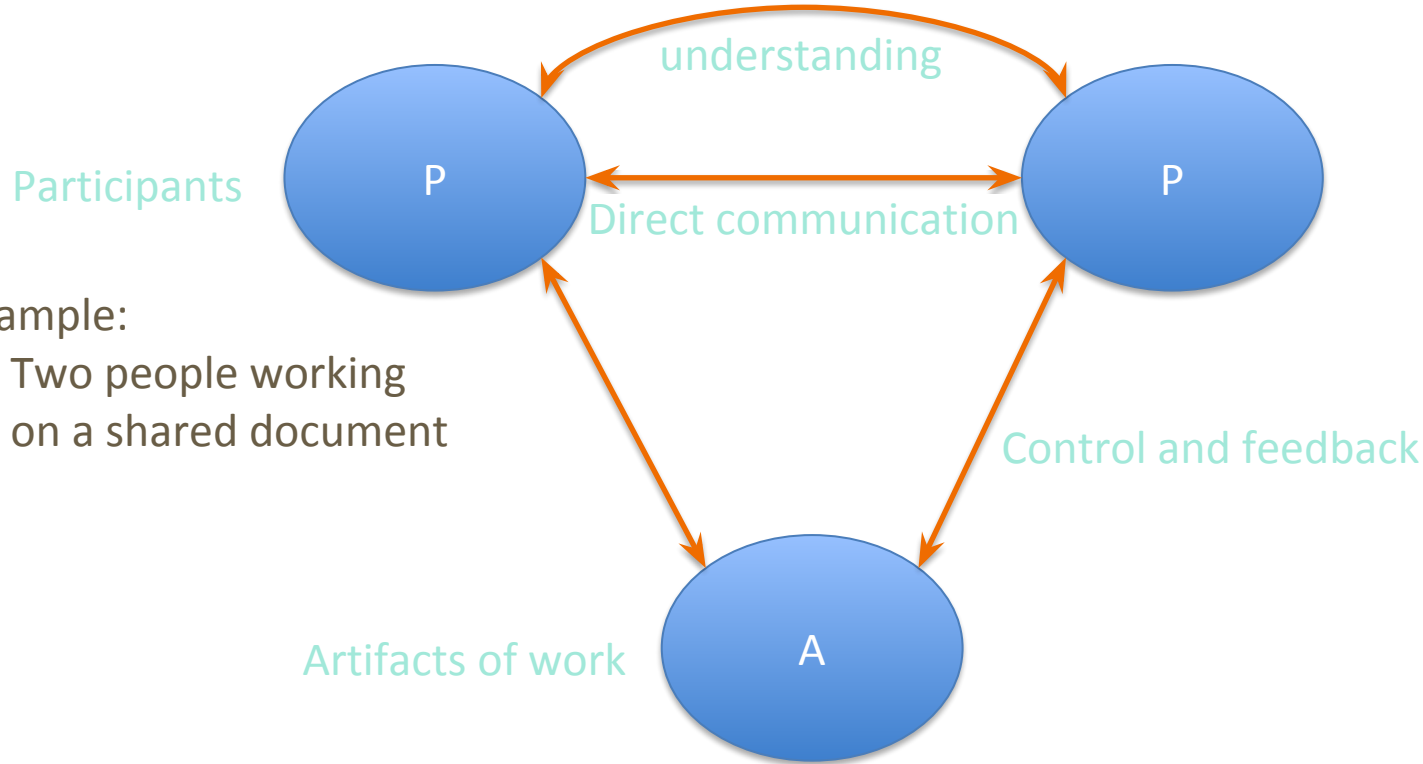 understanding
P
P
Participants
Direct communication
ample:
Two people working
on a shared document
Control and feedback
A
Artifacts of work